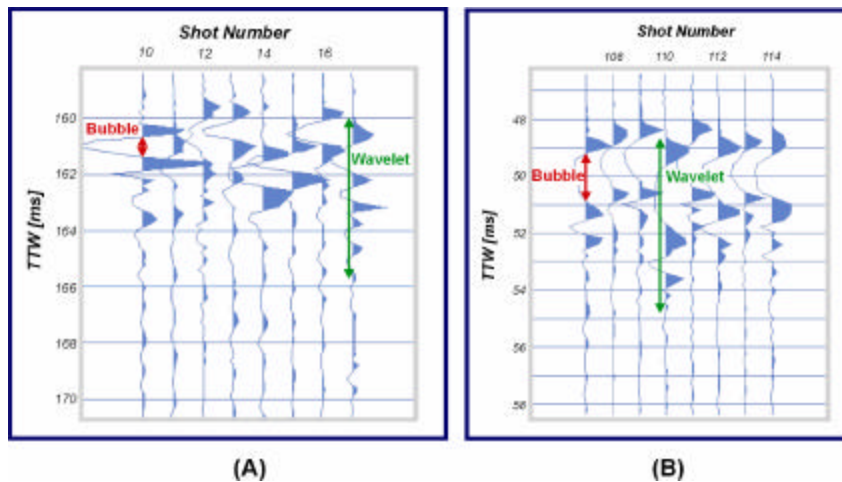 Shot Number
10 12 14 16
160
162
164
166
168
170
TTW [ms]
Bubble
Wavelet
(A)
Shot Number
108 110 112 114
48
50
52
54
56
58
TTW [ms]
Bubble
Wavelet
(B)